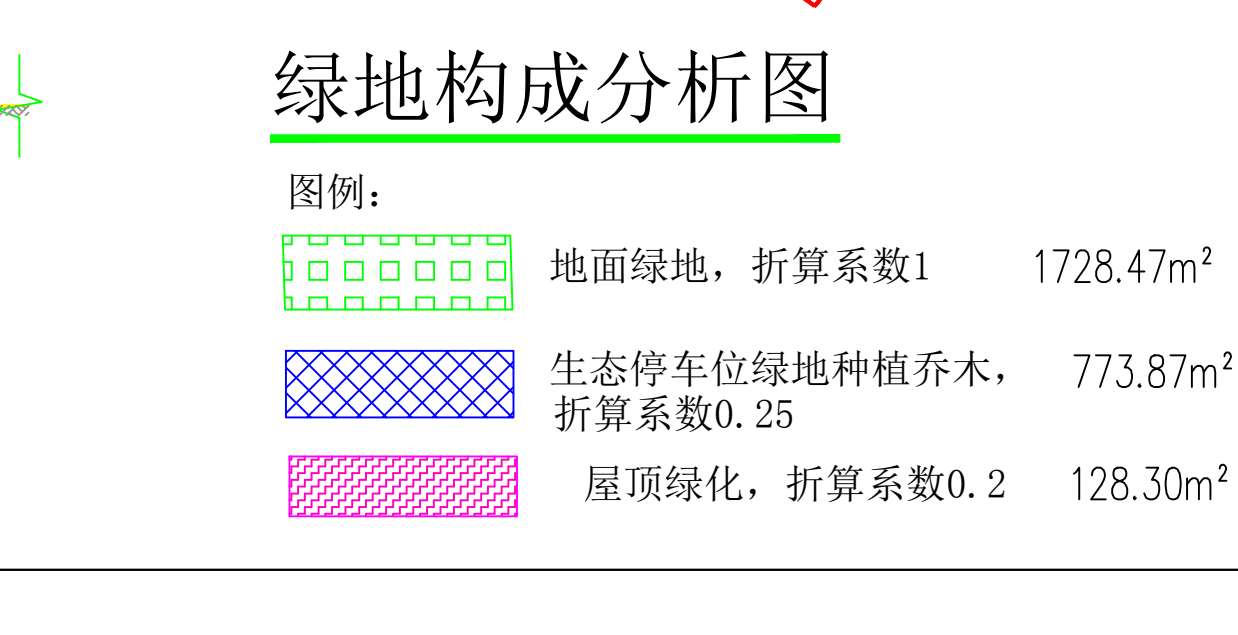 绿地构成分析图
图例：
地面绿地，折算系数1 1728.47m²
生态停车位绿地种植乔木， 773.87m²
折算系数0.25
屋顶绿化，折算系数0.2 128.30m²